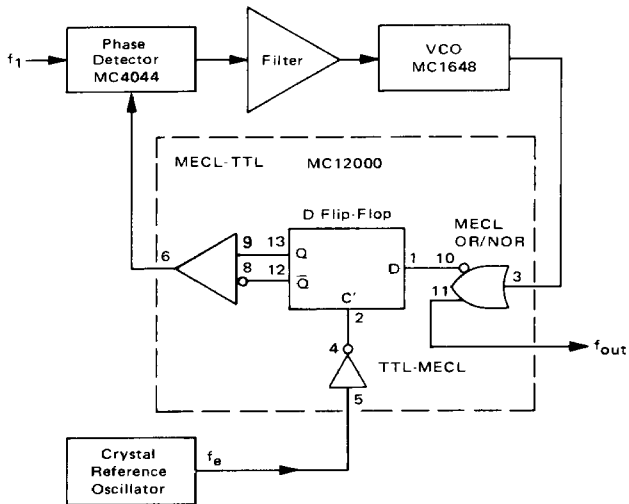 Phase
Detector
MC4044
f1
Filter
VCO
MC1648
MECL-TTL MC12000
D Flip-Flop
MECL
OR/NOR
6
9
13
Q
8
12
Q̅
D
1
10
11
3
C'
2
4
TTL-MECL
5
fout
Crystal
Reference
Oscillator
fe